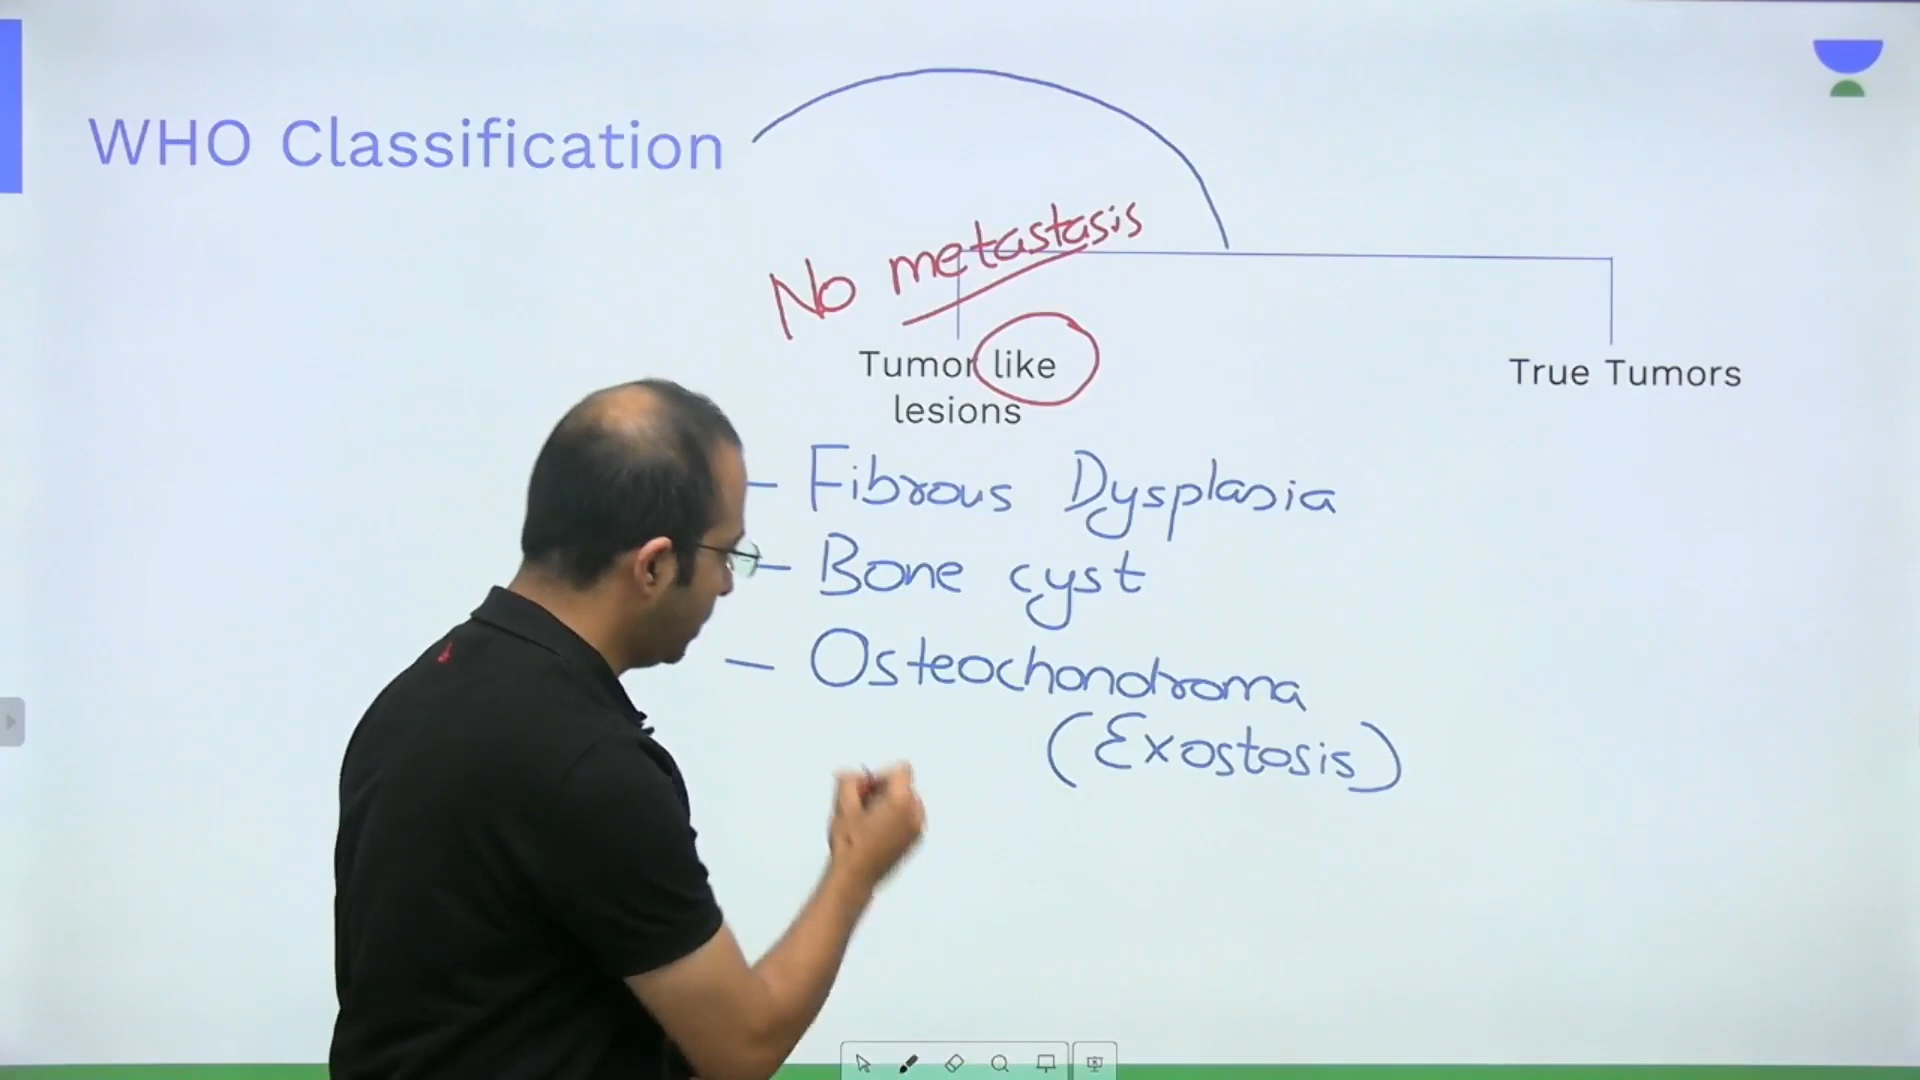 WHO Classification
No metastasis
Tumor like
lesions
True Tumors
– Fibrous Dysplasia
– Bone cyst
– Osteochondroma
(Exostosis)